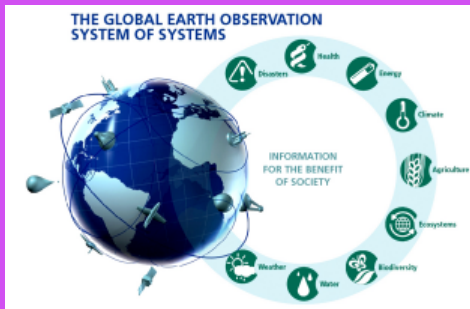 THE GLOBAL EARTH OBSERVATION
SYSTEM OF SYSTEMS
Health
Disasters
Energy
Climate
INFORMATION
FOR THE BENEFIT
OF SOCIETY
Agriculture
Ecosystems
Weather
Biodiversity
Water